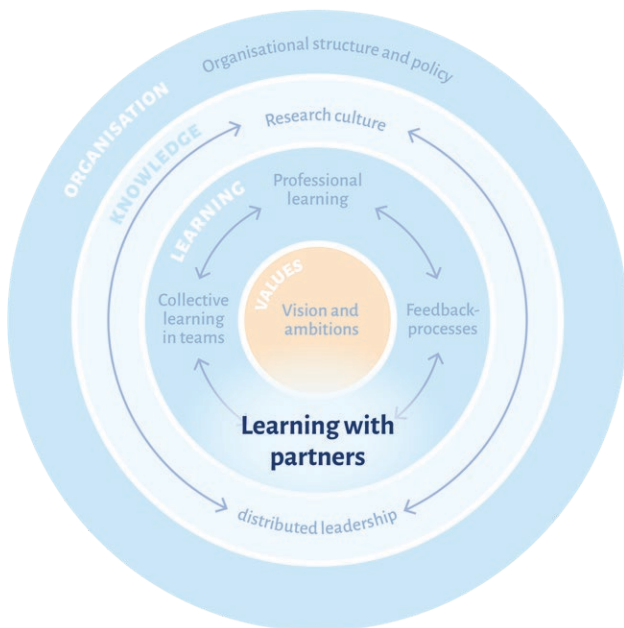 Organisational structure and policy
ORGANISATION
KNOWLEDGE
Research culture
LEARNING
Professional
learning
VALUES
Collective
learning
in teams
Vision and
ambitions
Feedback-
processes
Learning with
partners
distributed leadership